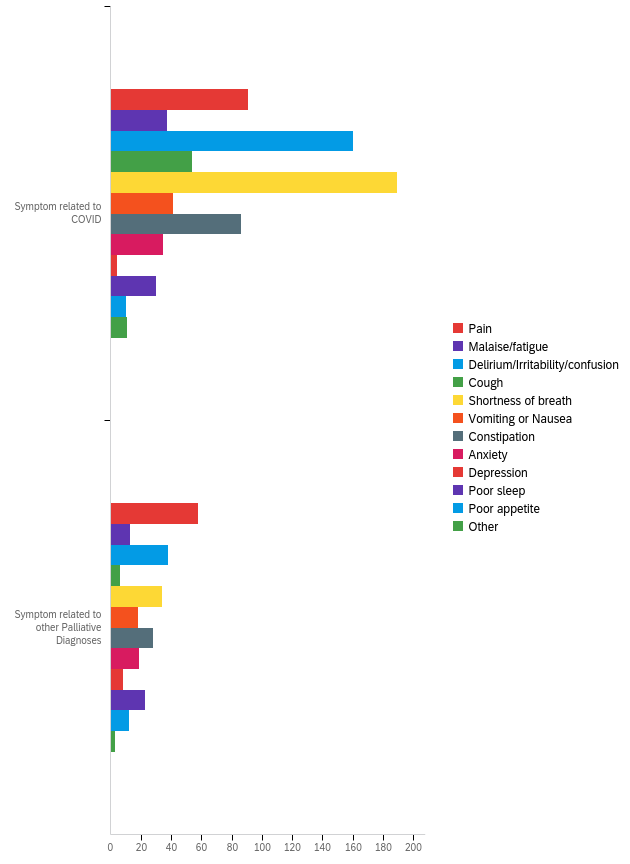 Symptom related to
COVID
Symptom related to
other Palliative
Diagnoses
0 20 40 60 80 100 120 140 160 180 200
Pain
Malaise/fatigue
Delirium/Irritability/confusion
Cough
Shortness of breath
Vomiting or Nausea
Constipation
Anxiety
Depression
Poor sleep
Poor appetite
Other